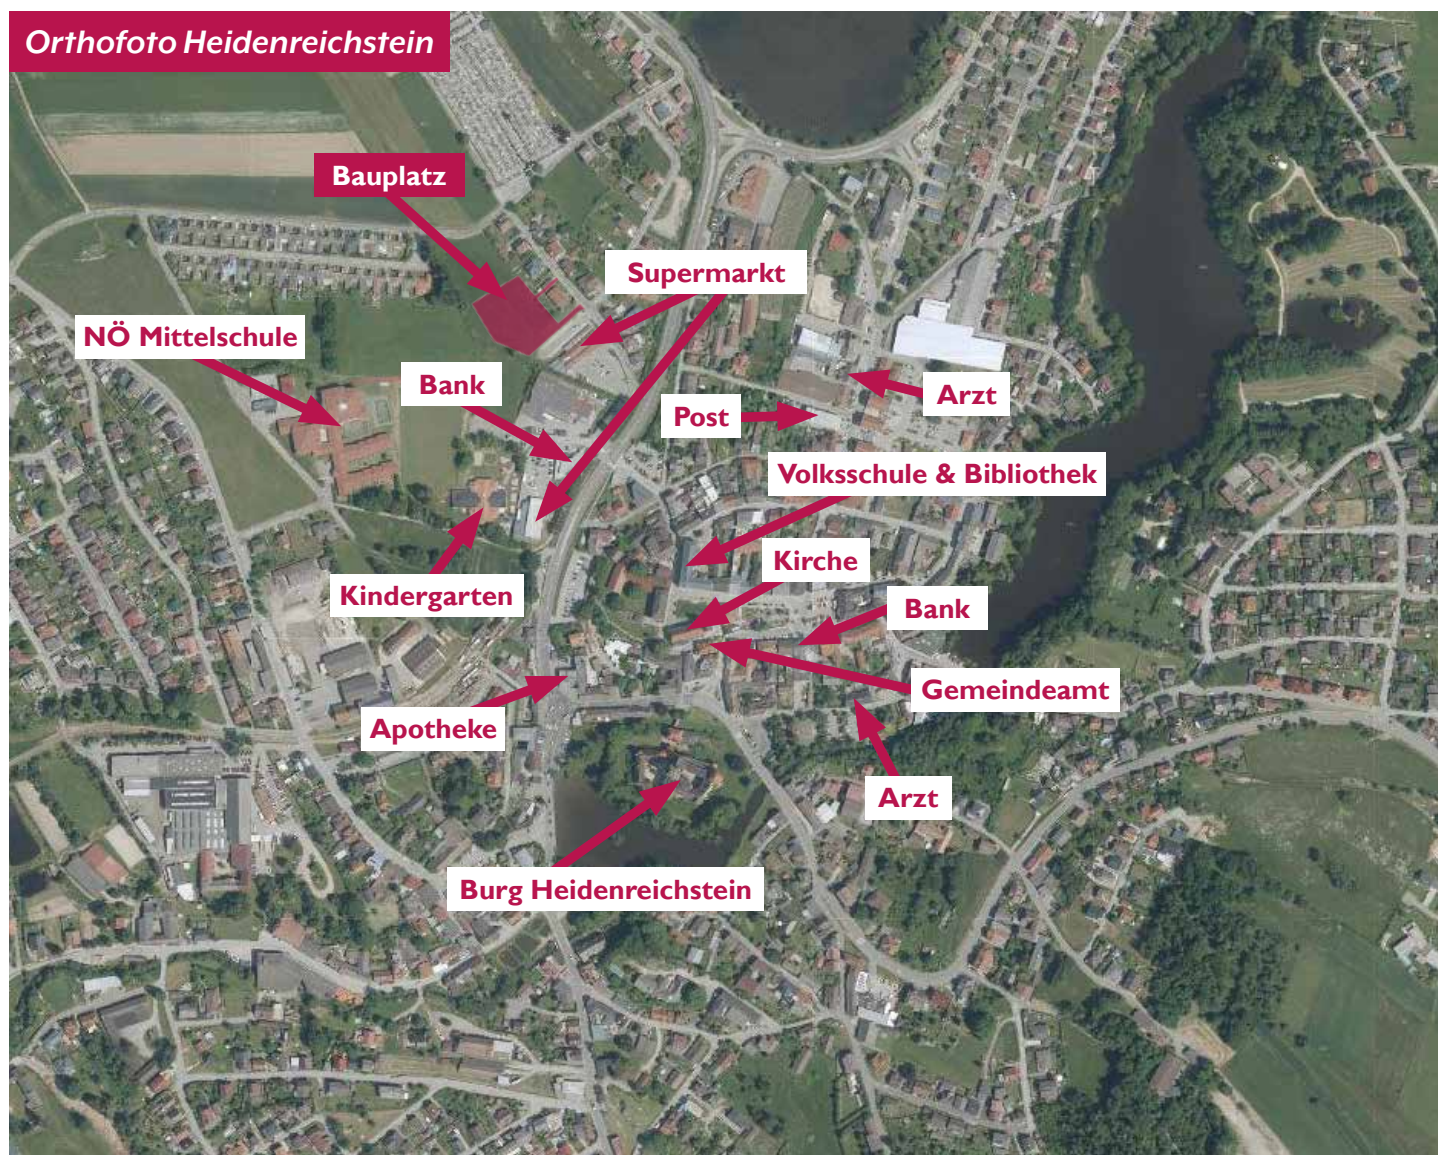 Orthofoto Heidenreichstein
Bauplatz
Supermarkt
NÖ Mittelschule
Bank
Arzt
Post
Volksschule & Bibliothek
Kirche
Kindergarten
Bank
Gemeindeamt
Apotheke
Arzt
Burg Heidenreichstein